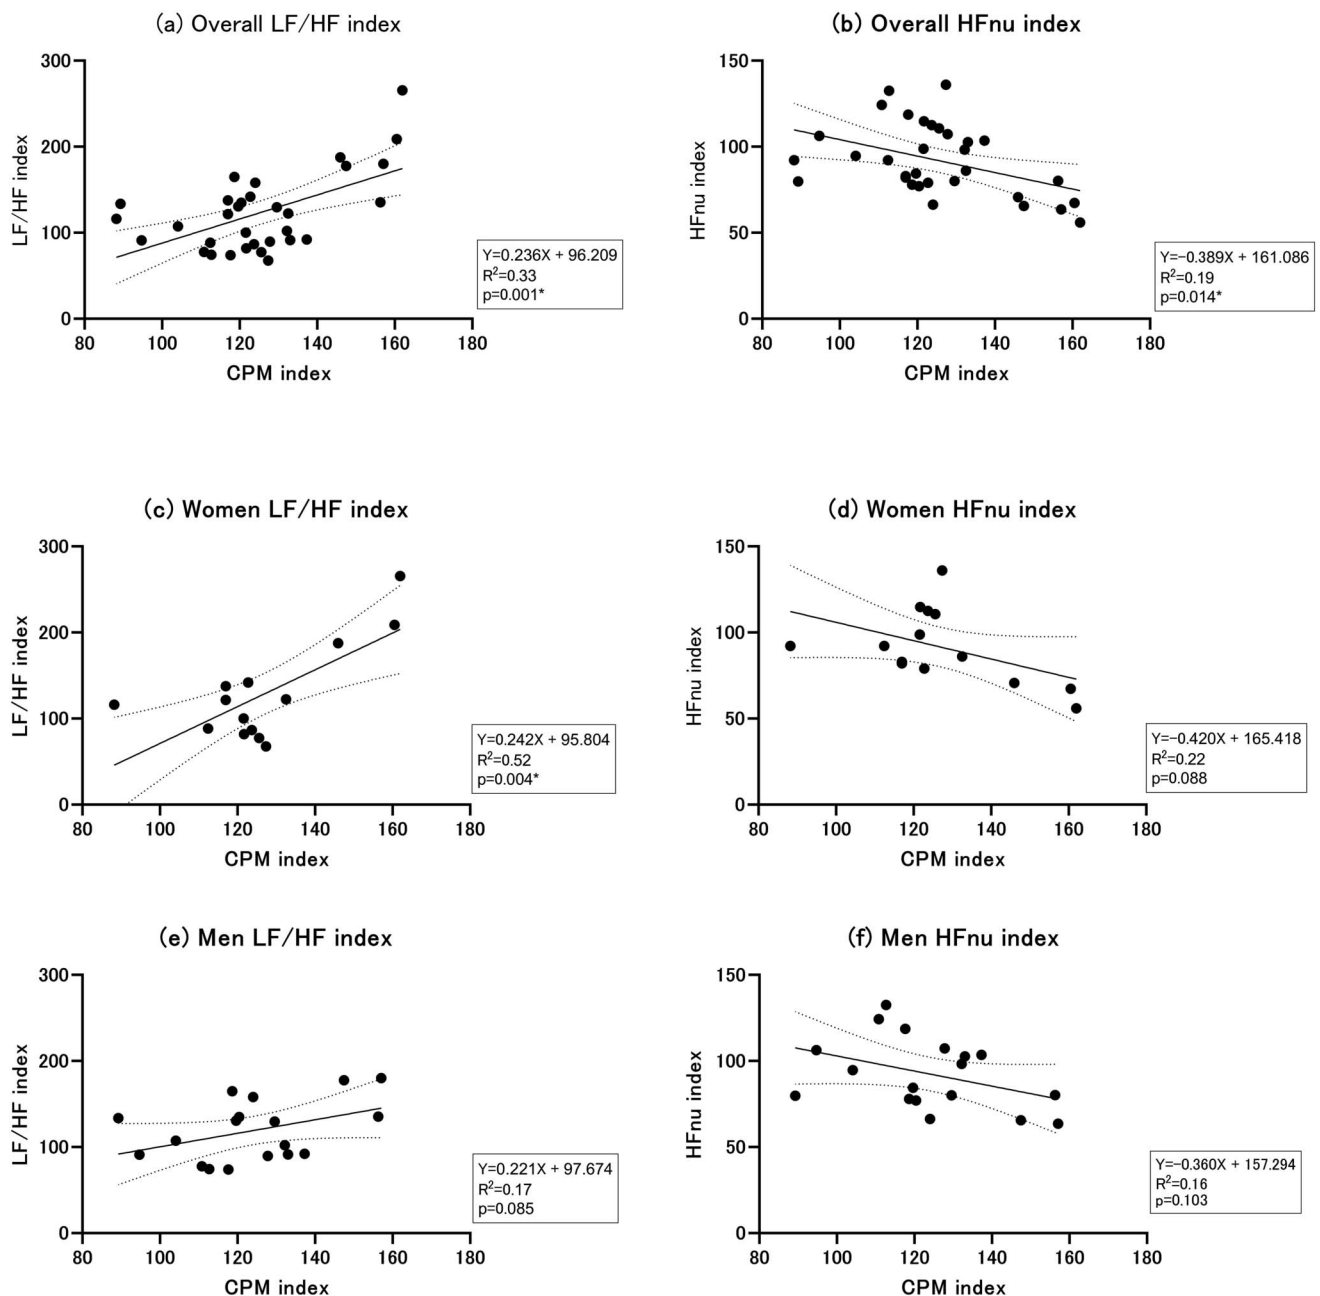 (a) Overall LF/HF index
300
200
100
0
LF/HF index
80 100 120 140 160 180
CPM index
Y=0.236X + 96.209
R²=0.33
p=0.001*
(b) Overall HFnu index
150
100
50
0
HFnu index
80 100 120 140 160 180
CPM index
Y=−0.389X + 161.086
R²=0.19
p=0.014*
(c) Women LF/HF index
300
200
100
0
LF/HF index
80 100 120 140 160 180
CPM index
Y=0.242X + 95.804
R²=0.52
p=0.004*
(d) Women HFnu index
150
100
50
0
HFnu index
80 100 120 140 160 180
CPM index
Y=−0.420X + 165.418
R²=0.22
p=0.088
(e) Men LF/HF index
300
200
100
0
LF/HF index
80 100 120 140 160 180
CPM index
Y=0.221X + 97.674
R²=0.17
p=0.085
(f) Men HFnu index
150
100
50
0
HFnu index
80 100 120 140 160 180
CPM index
Y=-0.360X + 157.294
R²=0.16
p=0.103